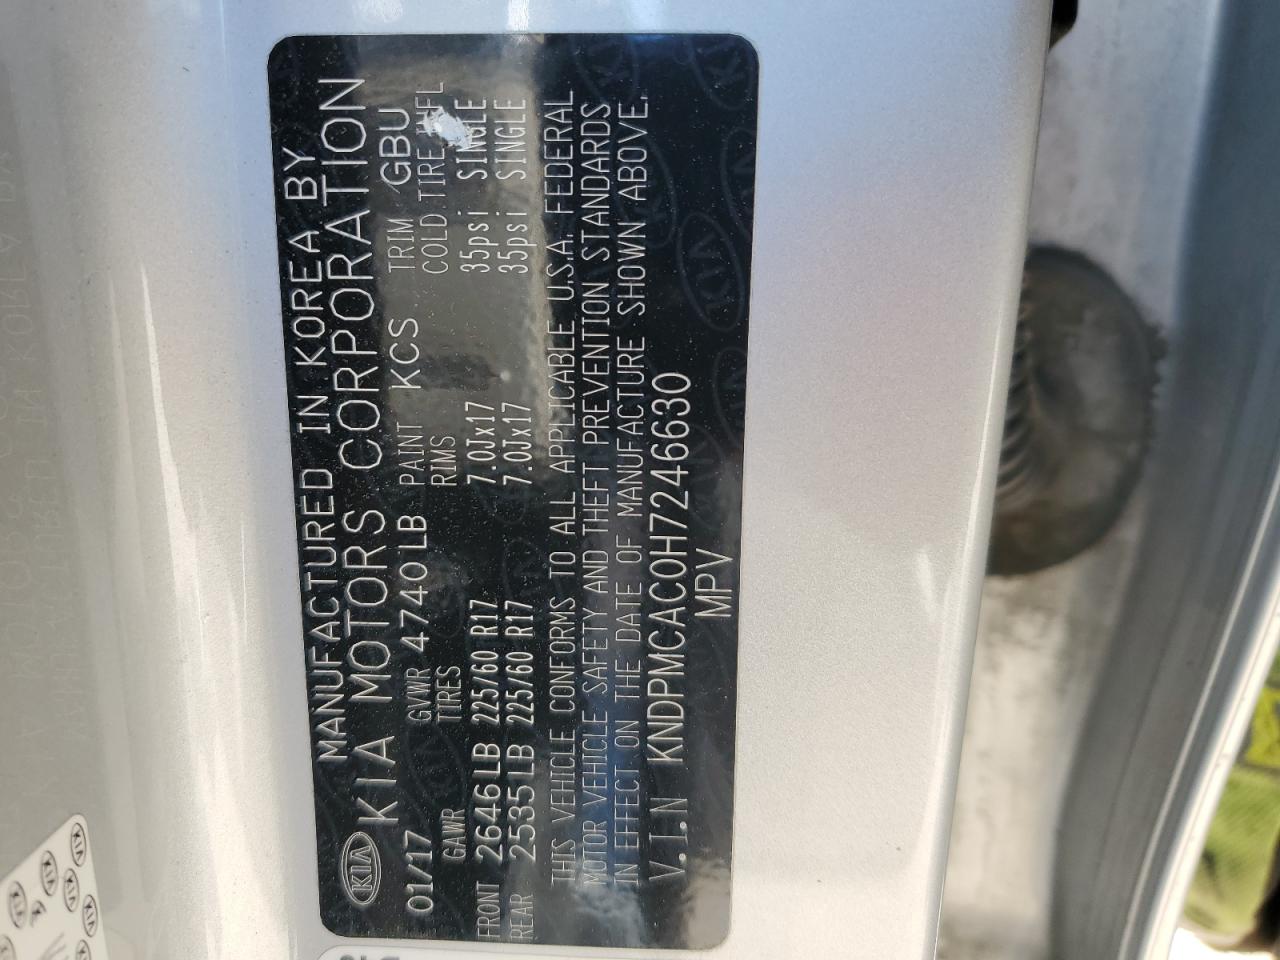 MANUFACTURED IN KOREA BY
KIA KIA MOTORS CORPORATION
01/17 GVWR 4740LB PAINT KCS TRIM /GBU
GAWR TIRES RIMS COLD TIRE INFL
FRONT 2646LB 225/60 R17 7.0Jx17 35psi SINGLE
REAR 2535LB 225/60 R17 7.0Jx17 35psi SINGLE
THIS VEHICLE CONFORMS TO ALL APPLICABLE U.S.A. FEDERAL
MOTOR VEHICLE SAFETY AND THEFT PREVENTION STANDARDS
IN EFFECT ON THE DATE OF MANUFACTURE SHOWN ABOVE.
V.I.N KNDPMCAC0H7246630
MPV